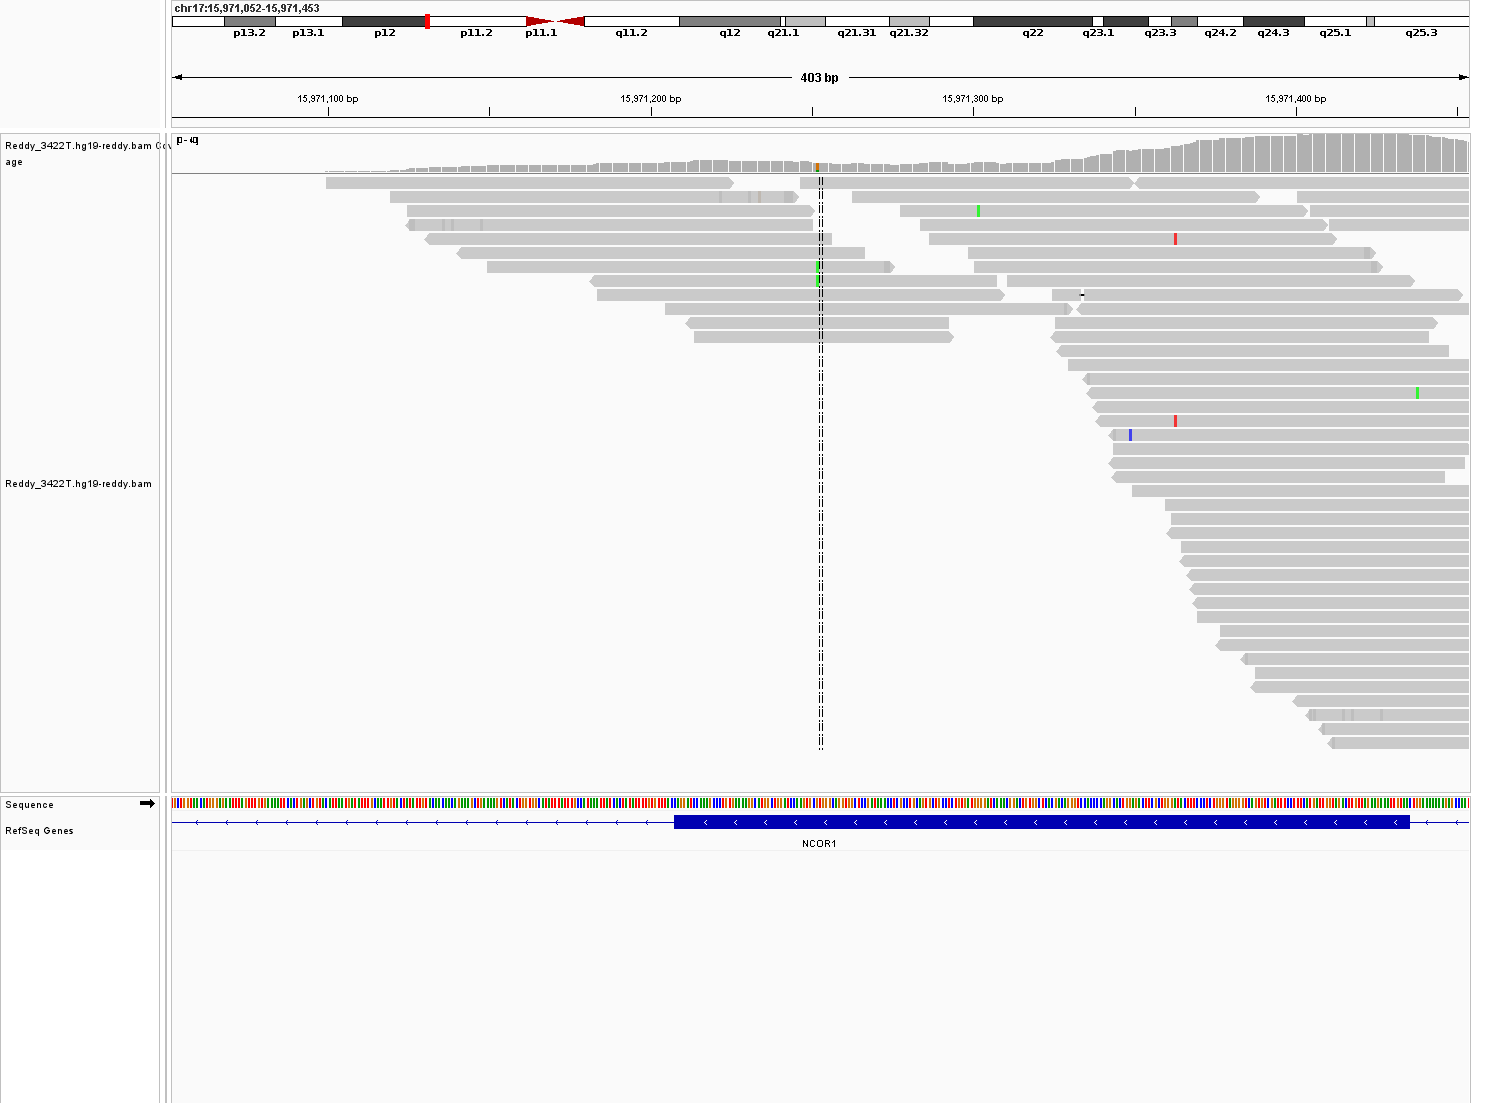 chr17:15,971,052-15,971,453
p13.2 p13.1 p12 p11.2 p11.1 q11.2 q12 q21.1 q21.31 q21.32 q22 q23.1 q23.3 q24.2 q24.3 q25.1 q25.3
403 bp
15,971,100 bp 15,971,200 bp 15,971,300 bp 15,971,400 bp
Reddy_3422T.hg19-reddy.bam Cov
age
Reddy_3422T.hg19-reddy.bam
Sequence
RefSeq Genes
NCOR1